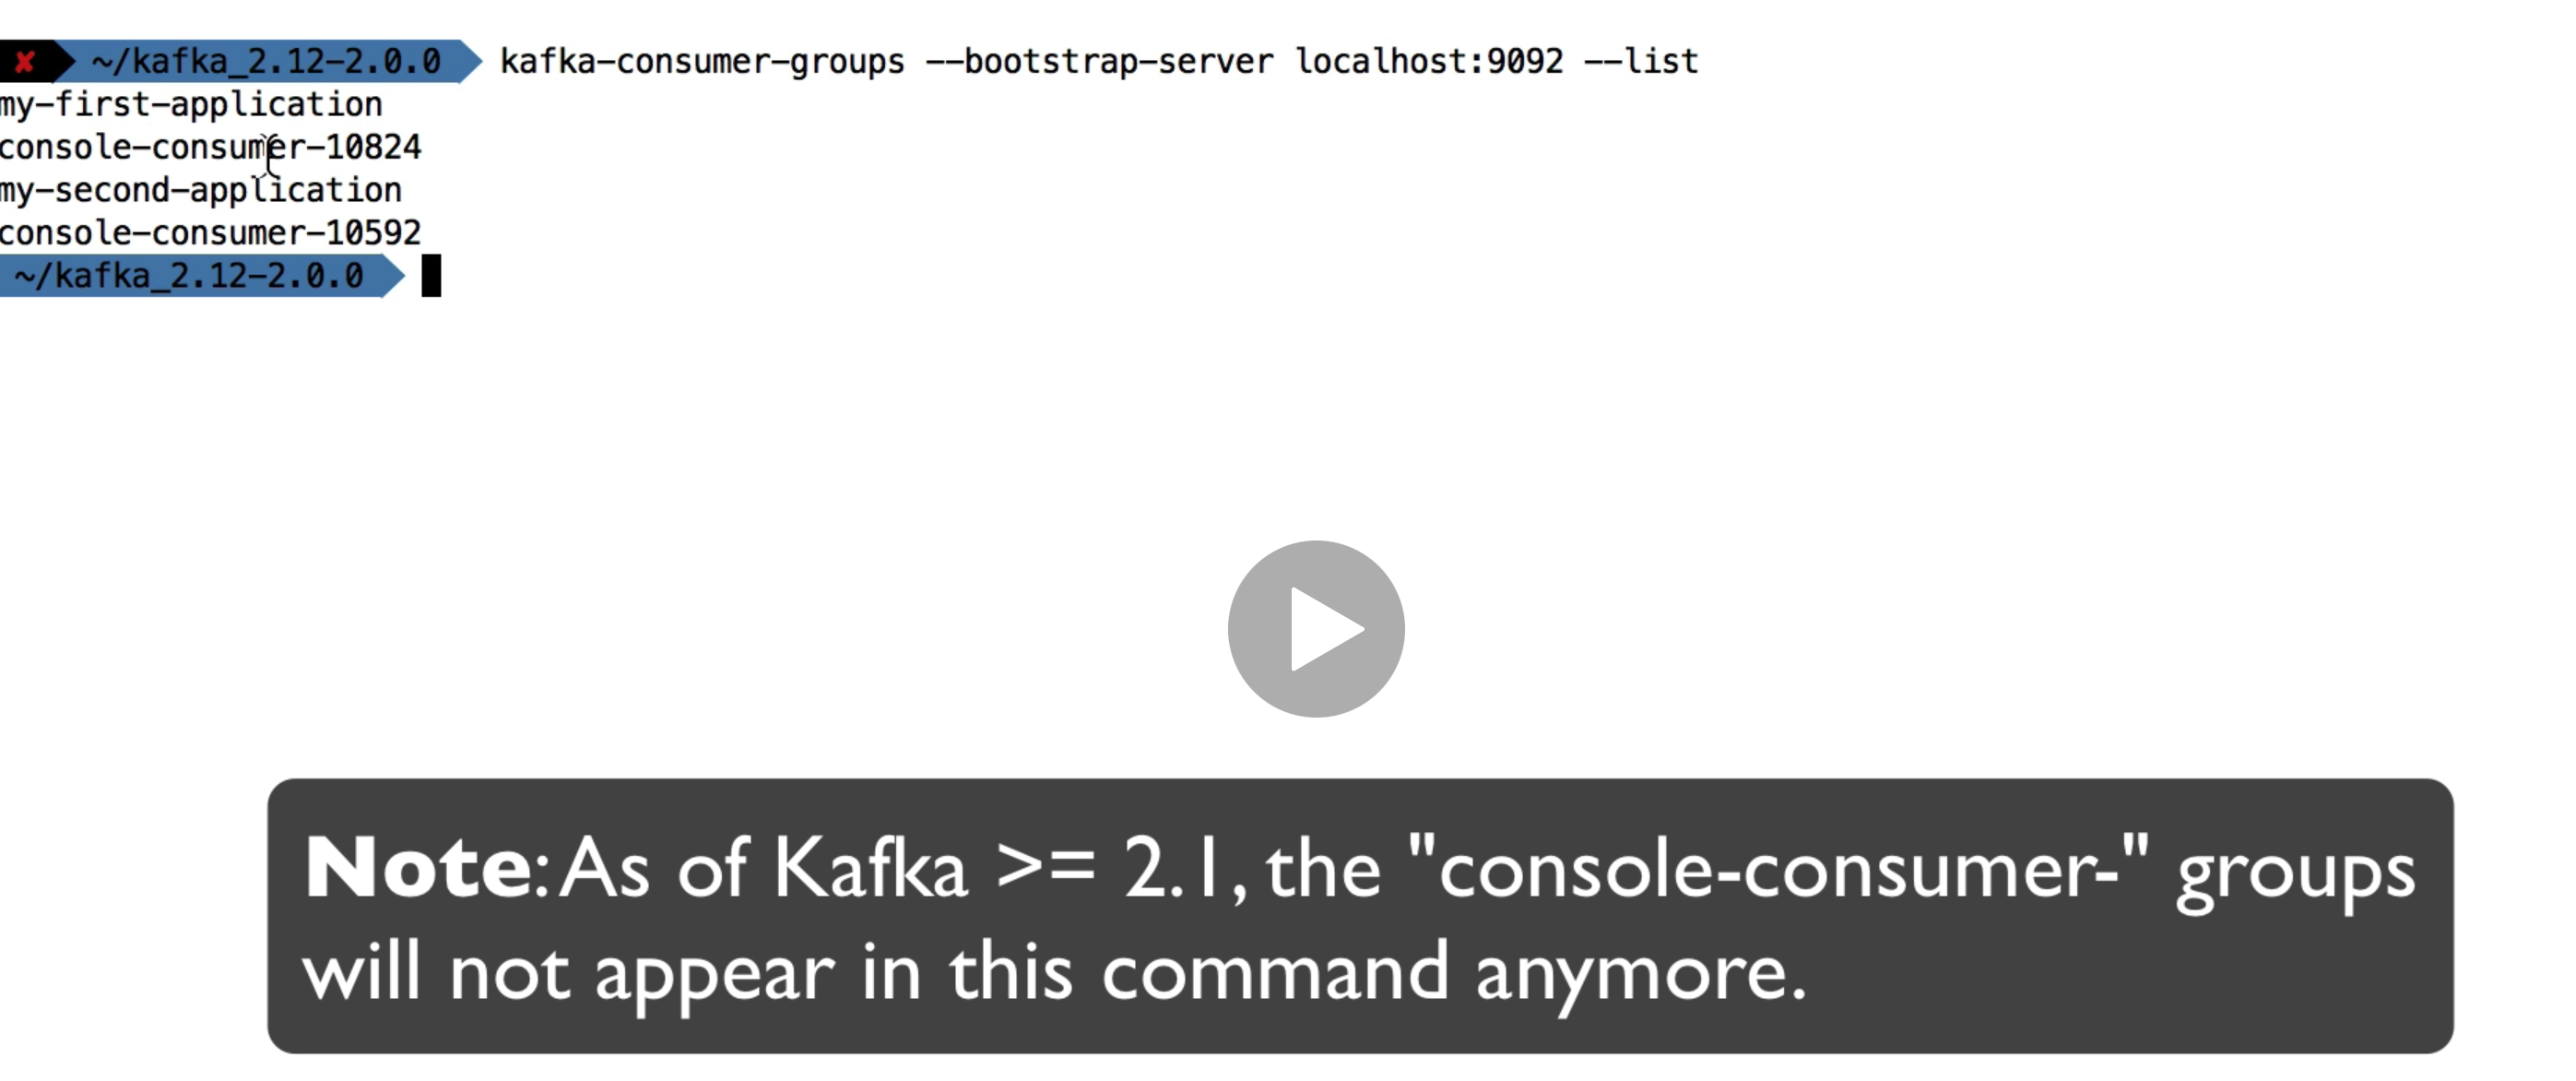 ✘ ~/kafka_2.12-2.0.0 kafka-consumer-groups --bootstrap-server localhost:9092 --list
my-first-application
console-consumer-10824
my-second-application
console-consumer-10592
~/kafka_2.12-2.0.0
Note: As of Kafka >= 2.1, the "console-consumer-" groups
will not appear in this command anymore.